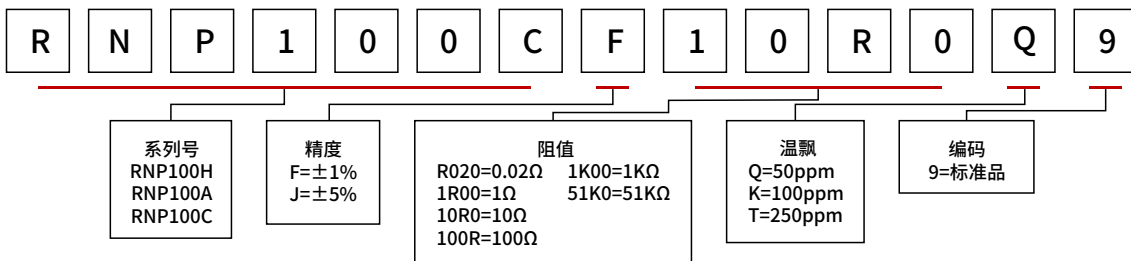 R N P 1 0 0 C F 1 0 R 0 Q 9
系列号
RNP100H
RNP100A
RNP100C
精度
F=±1%
J=±5%
阻值
R020=0.02Ω 1K00=1KΩ
1R00=1Ω 51K0=51KΩ
10R0=10Ω
100R=100Ω
温飘
Q=50ppm
K=100ppm
T=250ppm
编码
9=标准品